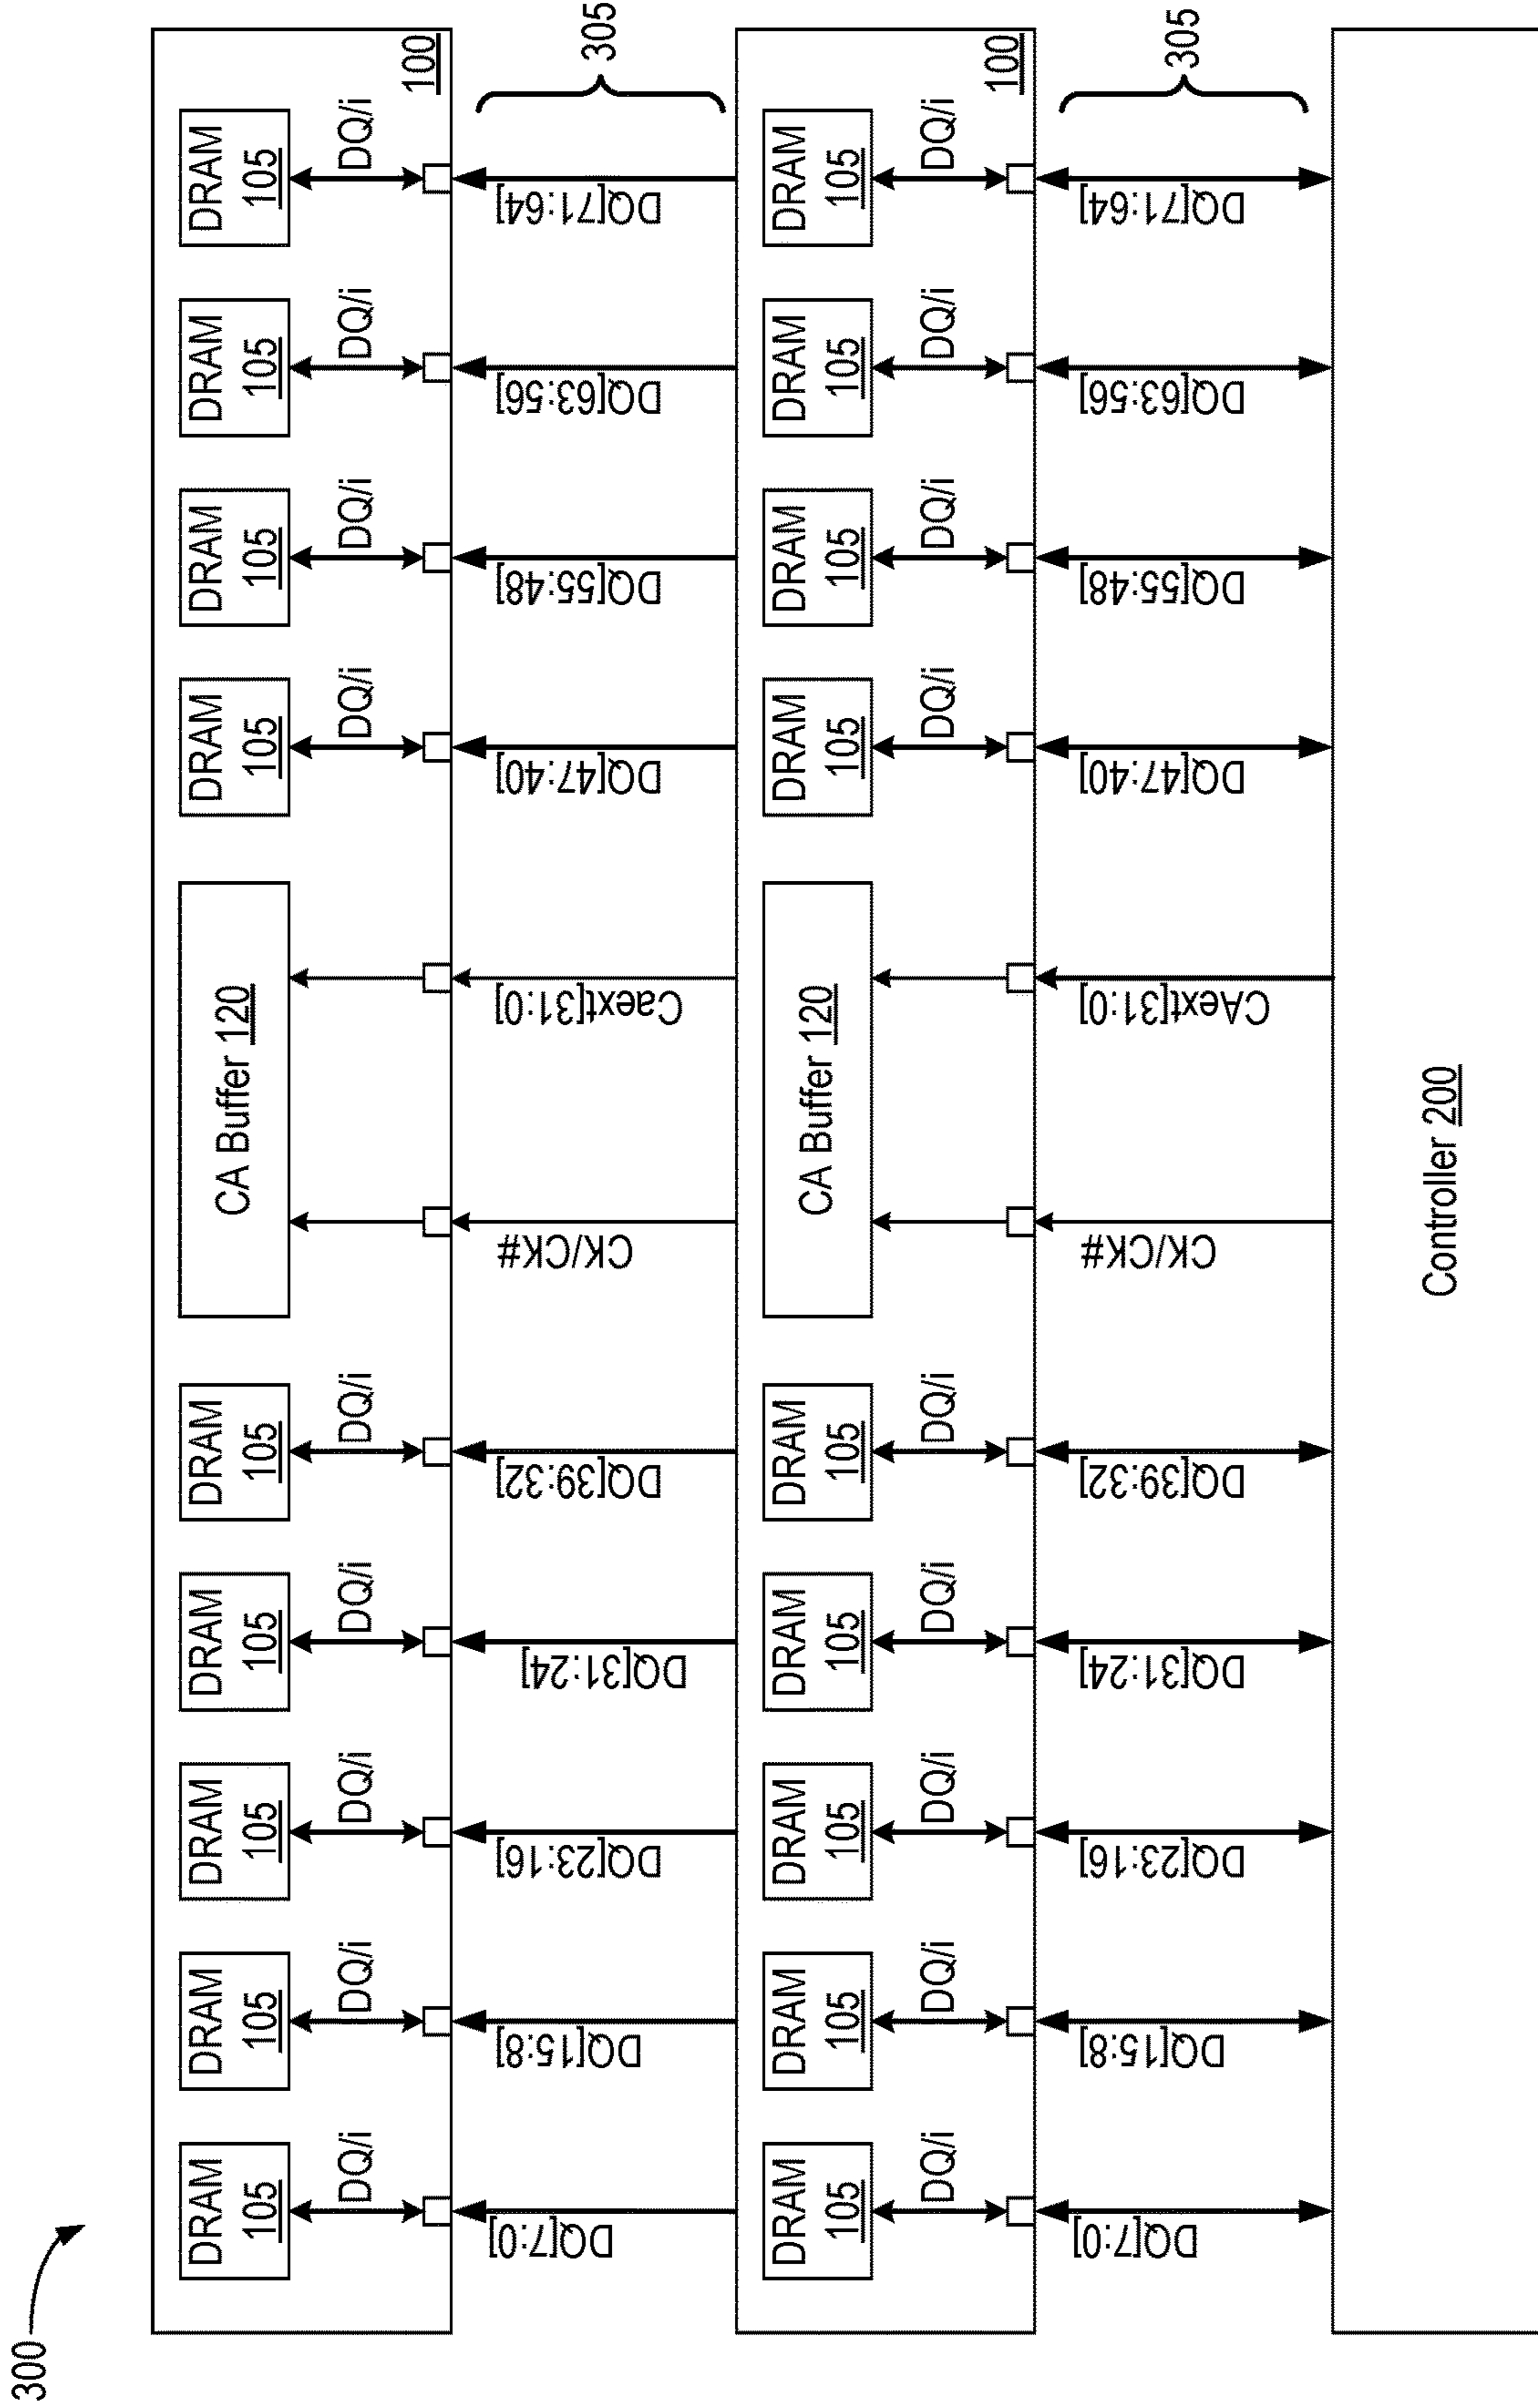 300
DRAM
105
DRAM
105
DRAM
105
DRAM
105
DRAM
105
CA Buffer 120
DRAM
105
DRAM
105
DRAM
105
DRAM
105
100
DQ/i
DQ/i
DQ/i
DQ/i
DQ/i
DQ/i
DQ/i
DQ/i
DQ/i
DQ[7:0]
DQ[15:8]
DQ[23:16]
DQ[31:24]
DQ[39:32]
CK/CK#
Caext[31:0]
DQ[47:40]
DQ[55:48]
DQ[63:56]
DQ[71:64]
305
DRAM
105
DRAM
105
DRAM
105
DRAM
105
DRAM
105
CA Buffer 120
DRAM
105
DRAM
105
DRAM
105
DRAM
105
100
DQ/i
DQ/i
DQ/i
DQ/i
DQ/i
DQ/i
DQ/i
DQ/i
DQ/i
DQ[7:0]
DQ[15:8]
DQ[23:16]
DQ[31:24]
DQ[39:32]
CK/CK#
CAext[31:0]
DQ[47:40]
DQ[55:48]
DQ[63:56]
DQ[71:64]
305
Controller 200